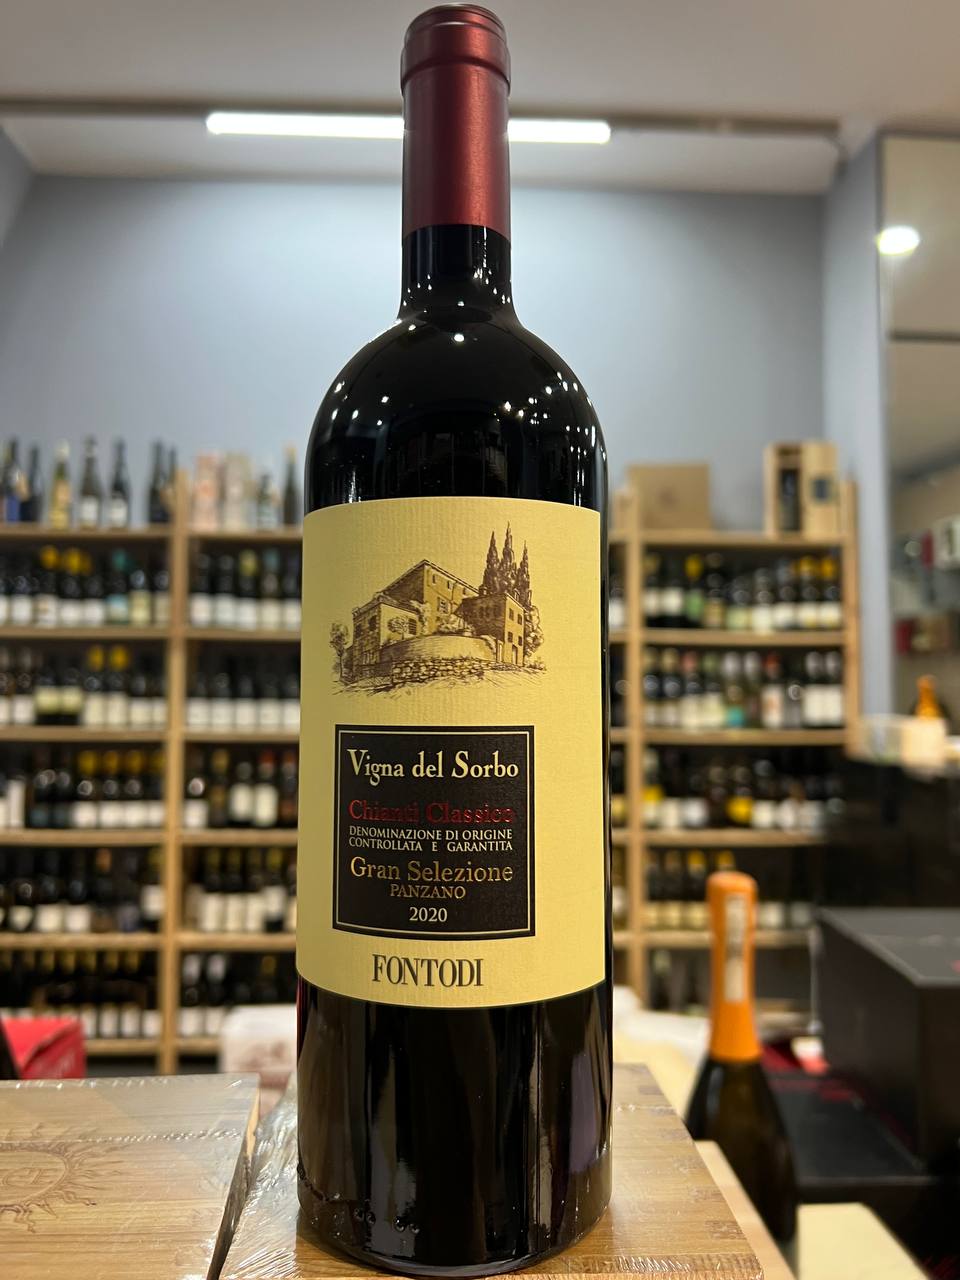 Vigna del Sorbo
Chianti Classico
DENOMINAZIONE DI ORIGINE
CONTROLLATA E GARANTITA
Gran Selezione
PANZANO
2020
FONTODI